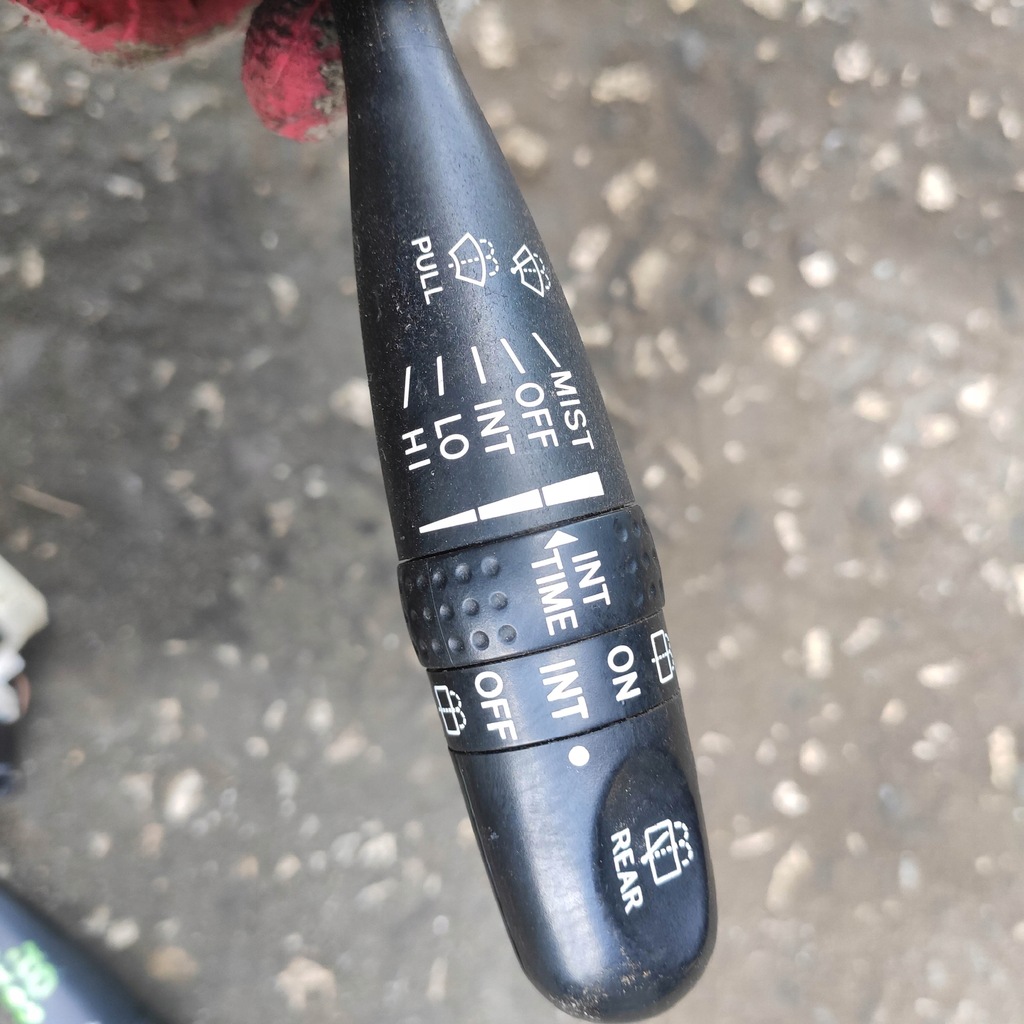 PULL
MIST
OFF
INT
LO
HI
INT
TIME
ON
INT
OFF
REAR